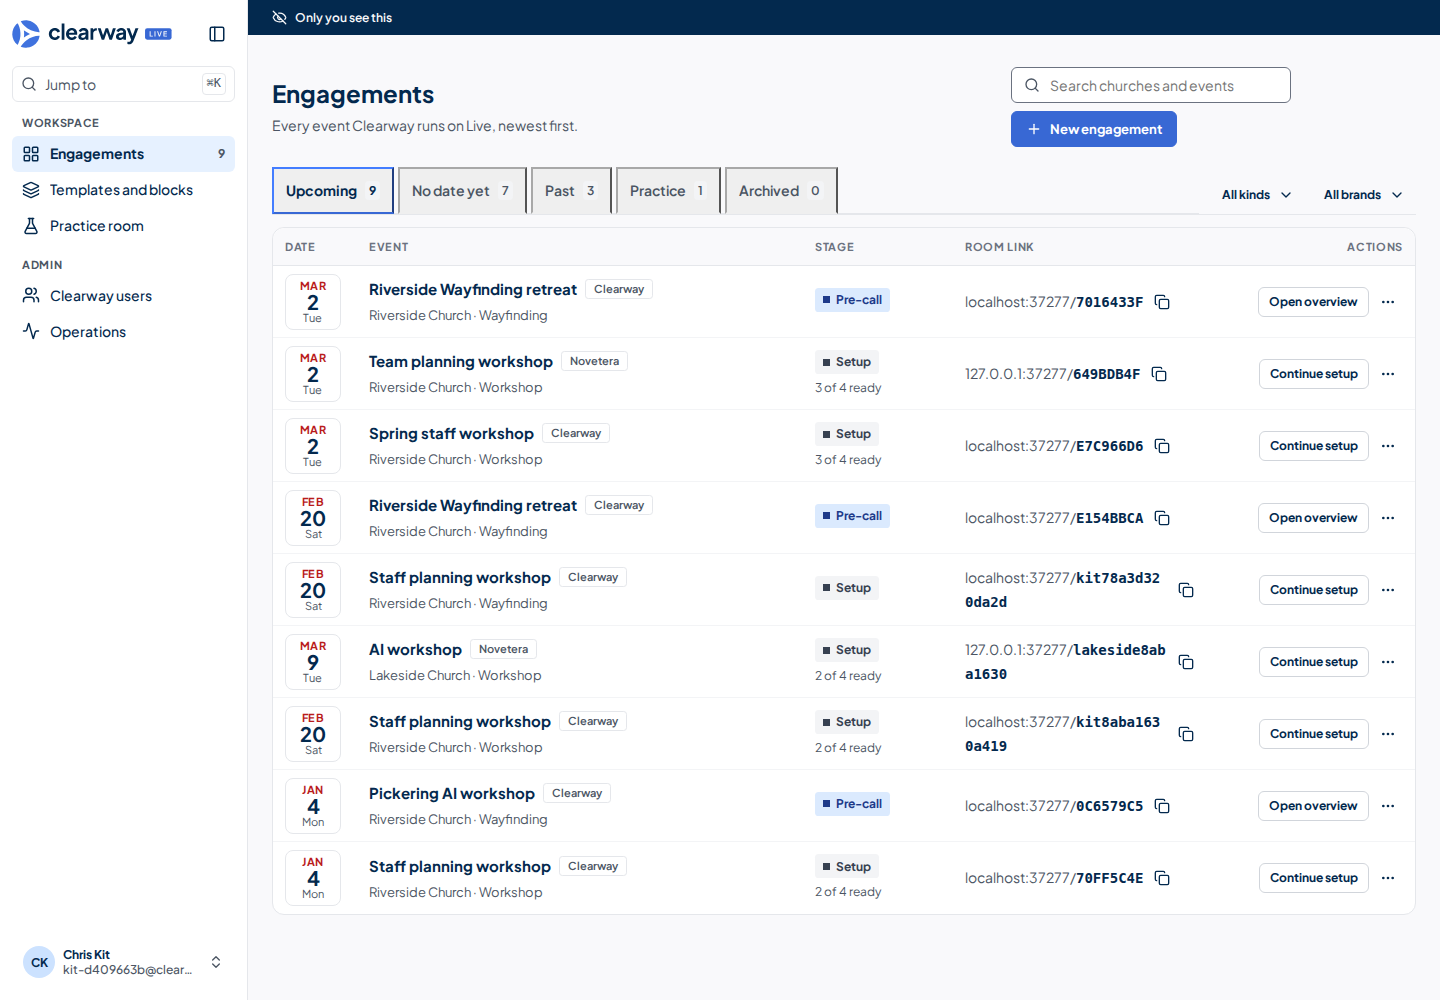 clearway LIVE
Only you see this
Jump to ⌘K
WORKSPACE
Engagements 9
Templates and blocks
Practice room
ADMIN
Clearway users
Operations
Engagements
Every event Clearway runs on Live, newest first.
Search churches and events
New engagement
Upcoming 9 No date yet 7 Past 3 Practice 1 Archived 0
All kinds All brands
DATE EVENT STAGE ROOM LINK ACTIONS
MAR
2
Tue
Riverside Wayfinding retreat Clearway
Riverside Church · Wayfinding
Pre-call
localhost:37277/7016433F
Open overview
MAR
2
Tue
Team planning workshop Novetera
Riverside Church · Workshop
Setup
3 of 4 ready
127.0.0.1:37277/649BDB4F
Continue setup
MAR
2
Tue
Spring staff workshop Clearway
Riverside Church · Workshop
Setup
3 of 4 ready
localhost:37277/E7C966D6
Continue setup
FEB
20
Sat
Riverside Wayfinding retreat Clearway
Riverside Church · Wayfinding
Pre-call
localhost:37277/E154BBCA
Open overview
FEB
20
Sat
Staff planning workshop Clearway
Riverside Church · Wayfinding
Setup
localhost:37277/kit78a3d32
0da2d
Continue setup
MAR
9
Tue
AI workshop Novetera
Lakeside Church · Workshop
Setup
2 of 4 ready
127.0.0.1:37277/lakeside8ab
a1630
Continue setup
FEB
20
Sat
Staff planning workshop Clearway
Riverside Church · Workshop
Setup
2 of 4 ready
localhost:37277/kit8aba163
0a419
Continue setup
JAN
4
Mon
Pickering AI workshop Clearway
Riverside Church · Wayfinding
Pre-call
localhost:37277/0C6579C5
Open overview
JAN
4
Mon
Staff planning workshop Clearway
Riverside Church · Workshop
Setup
2 of 4 ready
localhost:37277/70FF5C4E
Continue setup
CK
Chris Kit
kit-d409663b@clear...